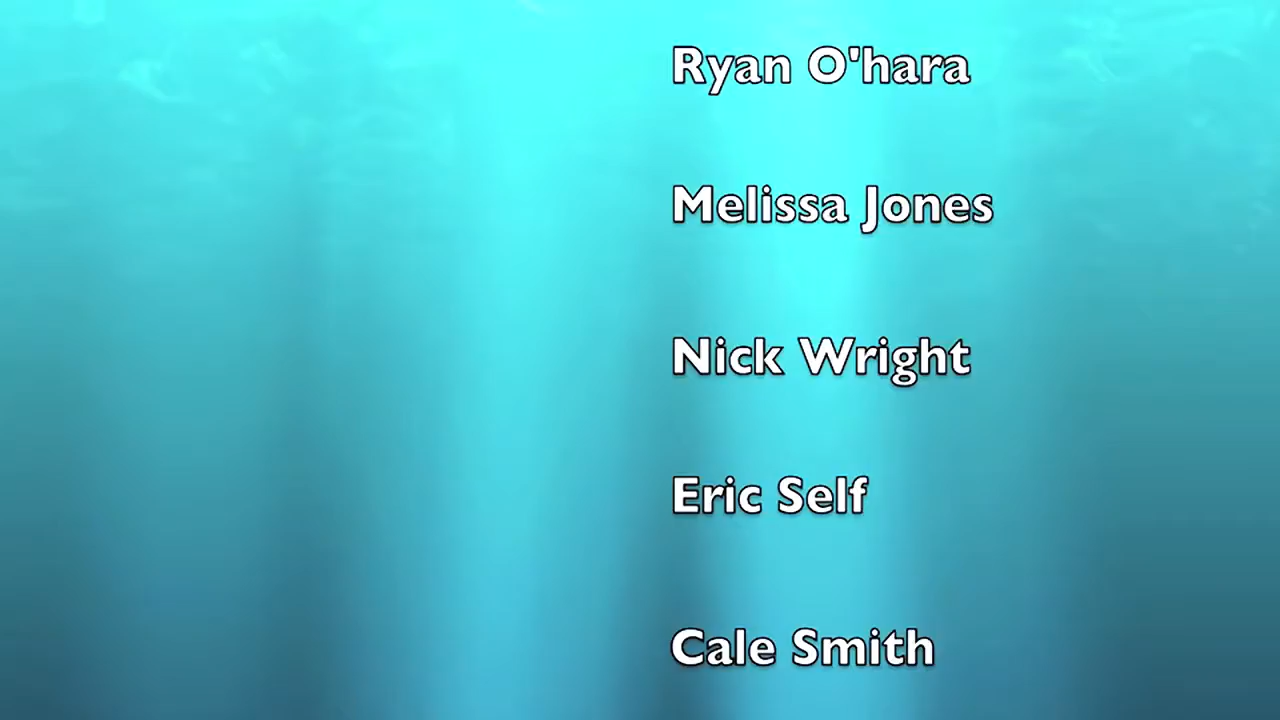 Ryan O'hara
Melissa Jones
Nick Wright
Eric Self
Cale Smith